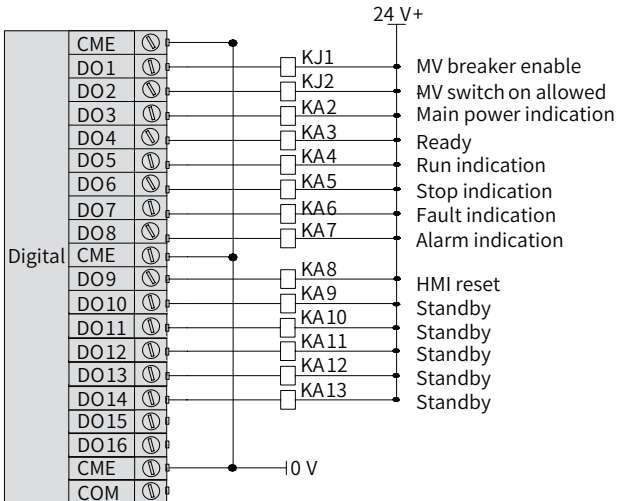 24 V+
CME
DO1 KJ1 MV breaker enable
DO2 KJ2 MV switch on allowed
DO3 KA2 Main power indication
DO4 KA3 Ready
DO5 KA4 Run indication
DO6 KA5 Stop indication
DO7 KA6 Fault indication
DO8 KA7 Alarm indication
Digital CME
DO9 KA8 HMI reset
DO10 KA9 Standby
DO11 KA10 Standby
DO12 KA11 Standby
DO13 KA12 Standby
DO14 KA13 Standby
DO15
DO16
CME 0 V
COM